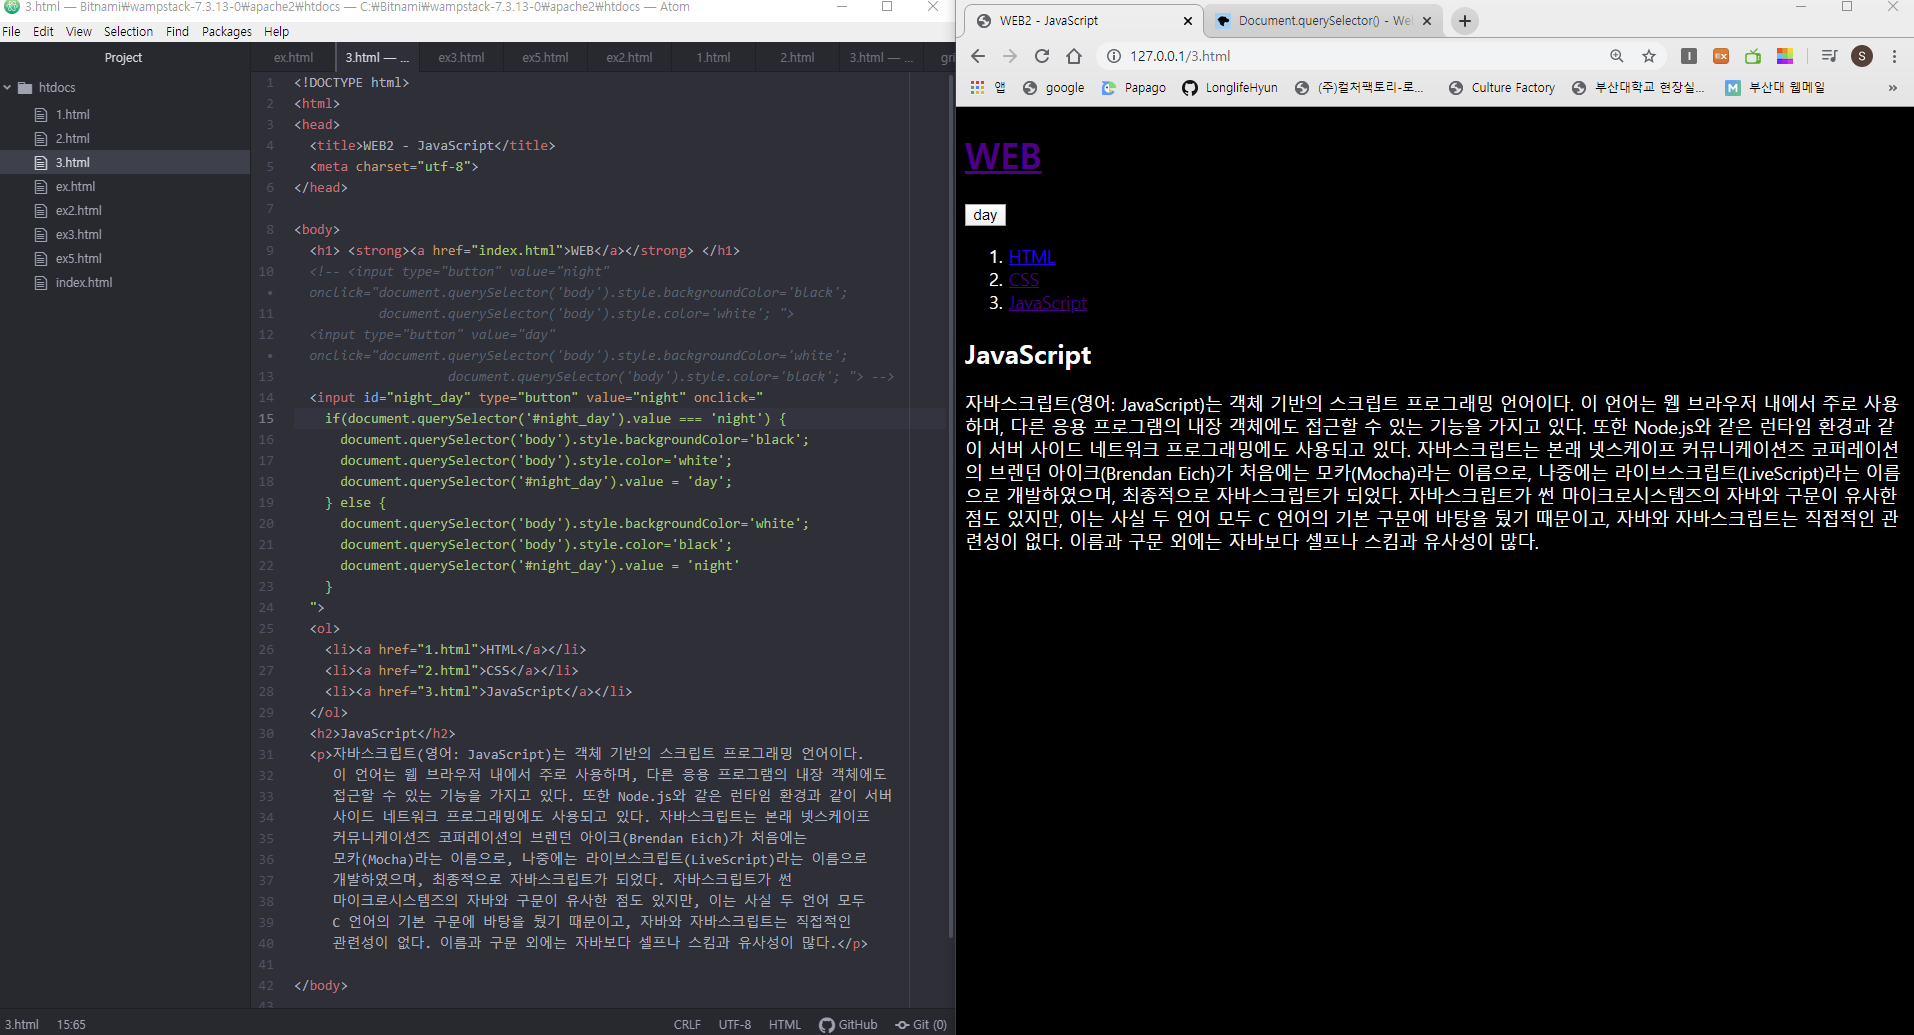 3.html — Bitnami₩wampstack-7.3.13-0₩apache2₩htdocs — C:₩Bitnami₩wampstack-7.3.13-0₩apache2₩htdocs — Atom
File Edit View Selection Find Packages Help
Project
htdocs
1.html
2.html
3.html
ex.html
ex2.html
ex3.html
ex5.html
index.html
ex.html 3.html — ... ex3.html ex5.html ex2.html 1.html 2.html 3.html — ... gri
1 <!DOCTYPE html>
2 <html>
3 <head>
4 <title>WEB2 - JavaScript</title>
5 <meta charset="utf-8">
6 </head>
7
8 <body>
9 <h1> <strong><a href="index.html">WEB</a></strong> </h1>
10 <!-- <input type="button" value="night"
• onclick="document.querySelector('body').style.backgroundColor='black';
11 document.querySelector('body').style.color='white'; ">
12 <input type="button" value="day"
• onclick="document.querySelector('body').style.backgroundColor='white';
13 document.querySelector('body').style.color='black'; "> -->
14 <input id="night_day" type="button" value="night" onclick="
15 if(document.querySelector('#night_day').value === 'night') {
16 document.querySelector('body').style.backgroundColor='black';
17 document.querySelector('body').style.color='white';
18 document.querySelector('#night_day').value = 'day';
19 } else {
20 document.querySelector('body').style.backgroundColor='white';
21 document.querySelector('body').style.color='black';
22 document.querySelector('#night_day').value = 'night'
23 }
24 ">
25 <ol>
26 <li><a href="1.html">HTML</a></li>
27 <li><a href="2.html">CSS</a></li>
28 <li><a href="3.html">JavaScript</a></li>
29 </ol>
30 <h2>JavaScript</h2>
31 <p>자바스크립트(영어: JavaScript)는 객체 기반의 스크립트 프로그래밍 언어이다.
32 이 언어는 웹 브라우저 내에서 주로 사용하며, 다른 응용 프로그램의 내장 객체에도
33 접근할 수 있는 기능을 가지고 있다. 또한 Node.js와 같은 런타임 환경과 같이 서버
34 사이드 네트워크 프로그래밍에도 사용되고 있다. 자바스크립트는 본래 넷스케이프
35 커뮤니케이션즈 코퍼레이션의 브렌던 아이크(Brendan Eich)가 처음에는
36 모카(Mocha)라는 이름으로, 나중에는 라이브스크립트(LiveScript)라는 이름으로
37 개발하였으며, 최종적으로 자바스크립트가 되었다. 자바스크립트가 썬
38 마이크로시스템즈의 자바와 구문이 유사한 점도 있지만, 이는 사실 두 언어 모두
39 C 언어의 기본 구문에 바탕을 뒀기 때문이고, 자바와 자바스크립트는 직접적인
40 관련성이 없다. 이름과 구문 외에는 자바보다 셀프나 스킴과 유사성이 많다.</p>
41
42 </body>
43
3.html 15:65 CRLF UTF-8 HTML GitHub Git (0)
WEB2 - JavaScript Document.querySelector() - We
127.0.0.1/3.html
EX
S
앱 google Papago LonglifeHyun (주)컬처팩토리-로... Culture Factory 부산대학교 현장실... M 부산대 웹메일 »
WEB
day
1. HTML
2. CSS
3. JavaScript
JavaScript
자바스크립트(영어: JavaScript)는 객체 기반의 스크립트 프로그래밍 언어이다. 이 언어는 웹 브라우저 내에서 주로 사용
하며, 다른 응용 프로그램의 내장 객체에도 접근할 수 있는 기능을 가지고 있다. 또한 Node.js와 같은 런타임 환경과 같
이 서버 사이드 네트워크 프로그래밍에도 사용되고 있다. 자바스크립트는 본래 넷스케이프 커뮤니케이션즈 코퍼레이션
의 브렌던 아이크(Brendan Eich)가 처음에는 모카(Mocha)라는 이름으로, 나중에는 라이브스크립트(LiveScript)라는 이름
으로 개발하였으며, 최종적으로 자바스크립트가 되었다. 자바스크립트가 썬 마이크로시스템즈의 자바와 구문이 유사한
점도 있지만, 이는 사실 두 언어 모두 C 언어의 기본 구문에 바탕을 뒀기 때문이고, 자바와 자바스크립트는 직접적인 관
련성이 없다. 이름과 구문 외에는 자바보다 셀프나 스킴과 유사성이 많다.